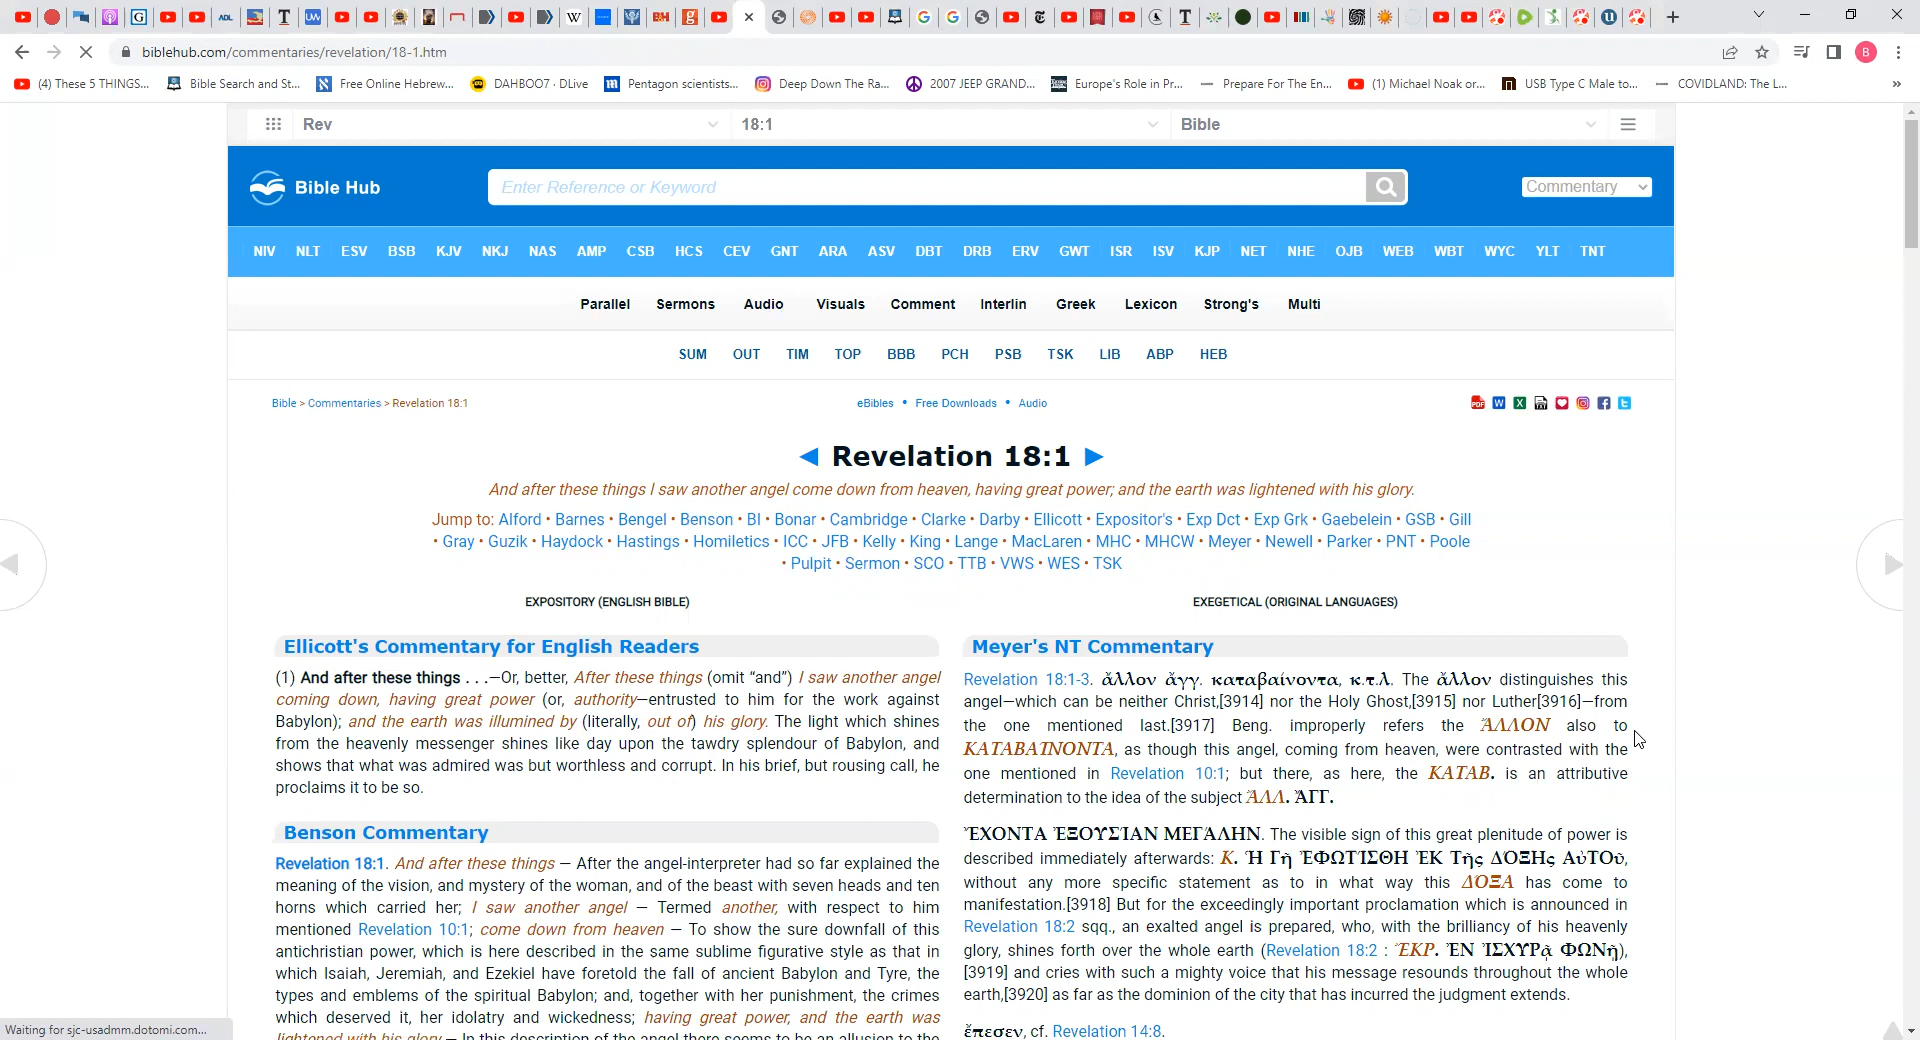 ADL T UW W BH g T
biblehub.com/commentaries/revelation/18-1.htm B
(4) These 5 THINGS... Bible Search and St... Free Online Hebrew... DAHBOO7 · DLive Pentagon scientists... Deep Down The Ra... 2007 JEEP GRAND... Europe's Role in Pr... Prepare For The En... (1) Michael Noak or... USB Type C Male to... COVIDLAND: The L... »
Rev 18:1 Bible
Bible Hub Enter Reference or Keyword Commentary
NIV NLT ESV BSB KJV NKJ NAS AMP CSB HCS CEV GNT ARA ASV DBT DRB ERV GWT ISR ISV KJP NET NHE OJB WEB WBT WYC YLT TNT
Parallel Sermons Audio Visuals Comment Interlin Greek Lexicon Strong's Multi
SUM OUT TIM TOP BBB PCH PSB TSK LIB ABP HEB
Bible > Commentaries > Revelation 18:1 eBibles • Free Downloads • Audio
◄ Revelation 18:1 ►
And after these things I saw another angel come down from heaven, having great power; and the earth was lightened with his glory.
Jump to: Alford • Barnes • Bengel • Benson • BI • Bonar • Cambridge • Clarke • Darby • Ellicott • Expositor's • Exp Dct • Exp Grk • Gaebelein • GSB • Gill
• Gray • Guzik • Haydock • Hastings • Homiletics • ICC • JFB • Kelly • King • Lange • MacLaren • MHC • MHCW • Meyer • Newell • Parker • PNT • Poole
• Pulpit • Sermon • SCO • TTB • VWS • WES • TSK
EXPOSITORY (ENGLISH BIBLE)
Ellicott's Commentary for English Readers
(1) And after these things . . .—Or, better, After these things (omit “and”) I saw another angel
coming down, having great power (or, authority—entrusted to him for the work against
Babylon); and the earth was illumined by (literally, out of) his glory. The light which shines
from the heavenly messenger shines like day upon the tawdry splendour of Babylon, and
shows that what was admired was but worthless and corrupt. In his brief, but rousing call, he
proclaims it to be so.
Benson Commentary
Revelation 18:1. And after these things — After the angel-interpreter had so far explained the
meaning of the vision, and mystery of the woman, and of the beast with seven heads and ten
horns which carried her; I saw another angel — Termed another, with respect to him
mentioned Revelation 10:1; come down from heaven — To show the sure downfall of this
antichristian power, which is here described in the same sublime figurative style as that in
which Isaiah, Jeremiah, and Ezekiel have foretold the fall of ancient Babylon and Tyre, the
types and emblems of the spiritual Babylon; and, together with her punishment, the crimes
which deserved it, her idolatry and wickedness; having great power, and the earth was
lightened with his glory — In this description of the angel there seems to be an allusion to the
EXEGETICAL (ORIGINAL LANGUAGES)
Meyer's NT Commentary
Revelation 18:1-3. ἄλλον ἄγγ. καταβαίνοντα, κ.τ.λ. The ἄλλον distinguishes this
angel—which can be neither Christ,[3914] nor the Holy Ghost,[3915] nor Luther[3916]—from
the one mentioned last.[3917] Beng. improperly refers the ἌΛΛΟΝ also to
ΚΑΤΑΒΑΊΝΟΝΤΑ, as though this angel, coming from heaven, were contrasted with the
one mentioned in Revelation 10:1; but there, as here, the ΚΑΤΑΒ. is an attributive
determination to the idea of the subject ἌΛΛ. ἌΓΓ.
ἜΧΟΝΤΑ ἘΞΟΥΣΊΑΝ ΜΕΓΆΛΗΝ. The visible sign of this great plenitude of power is
described immediately afterwards: Κ. Ἡ Γῆ ἘΦΩΤΊΣΘΗ ἘΚ Τῆς ΔΌΞΗς ΑὐΤΟῦ,
without any more specific statement as to in what way this ΔΌΞΑ has come to
manifestation.[3918] But for the exceedingly important proclamation which is announced in
Revelation 18:2 sqq., an exalted angel is prepared, who, with the brilliancy of his heavenly
glory, shines forth over the whole earth (Revelation 18:2 : ἜΚΡ. ἘΝ ἸΣΧΥΡᾷ ΦΩΝῇ),
[3919] and cries with such a mighty voice that his message resounds throughout the whole
earth,[3920] as far as the dominion of the city that has incurred the judgment extends.
ἔπεσεν, cf. Revelation 14:8.
Waiting for sjc-usadmm.dotomi.com...